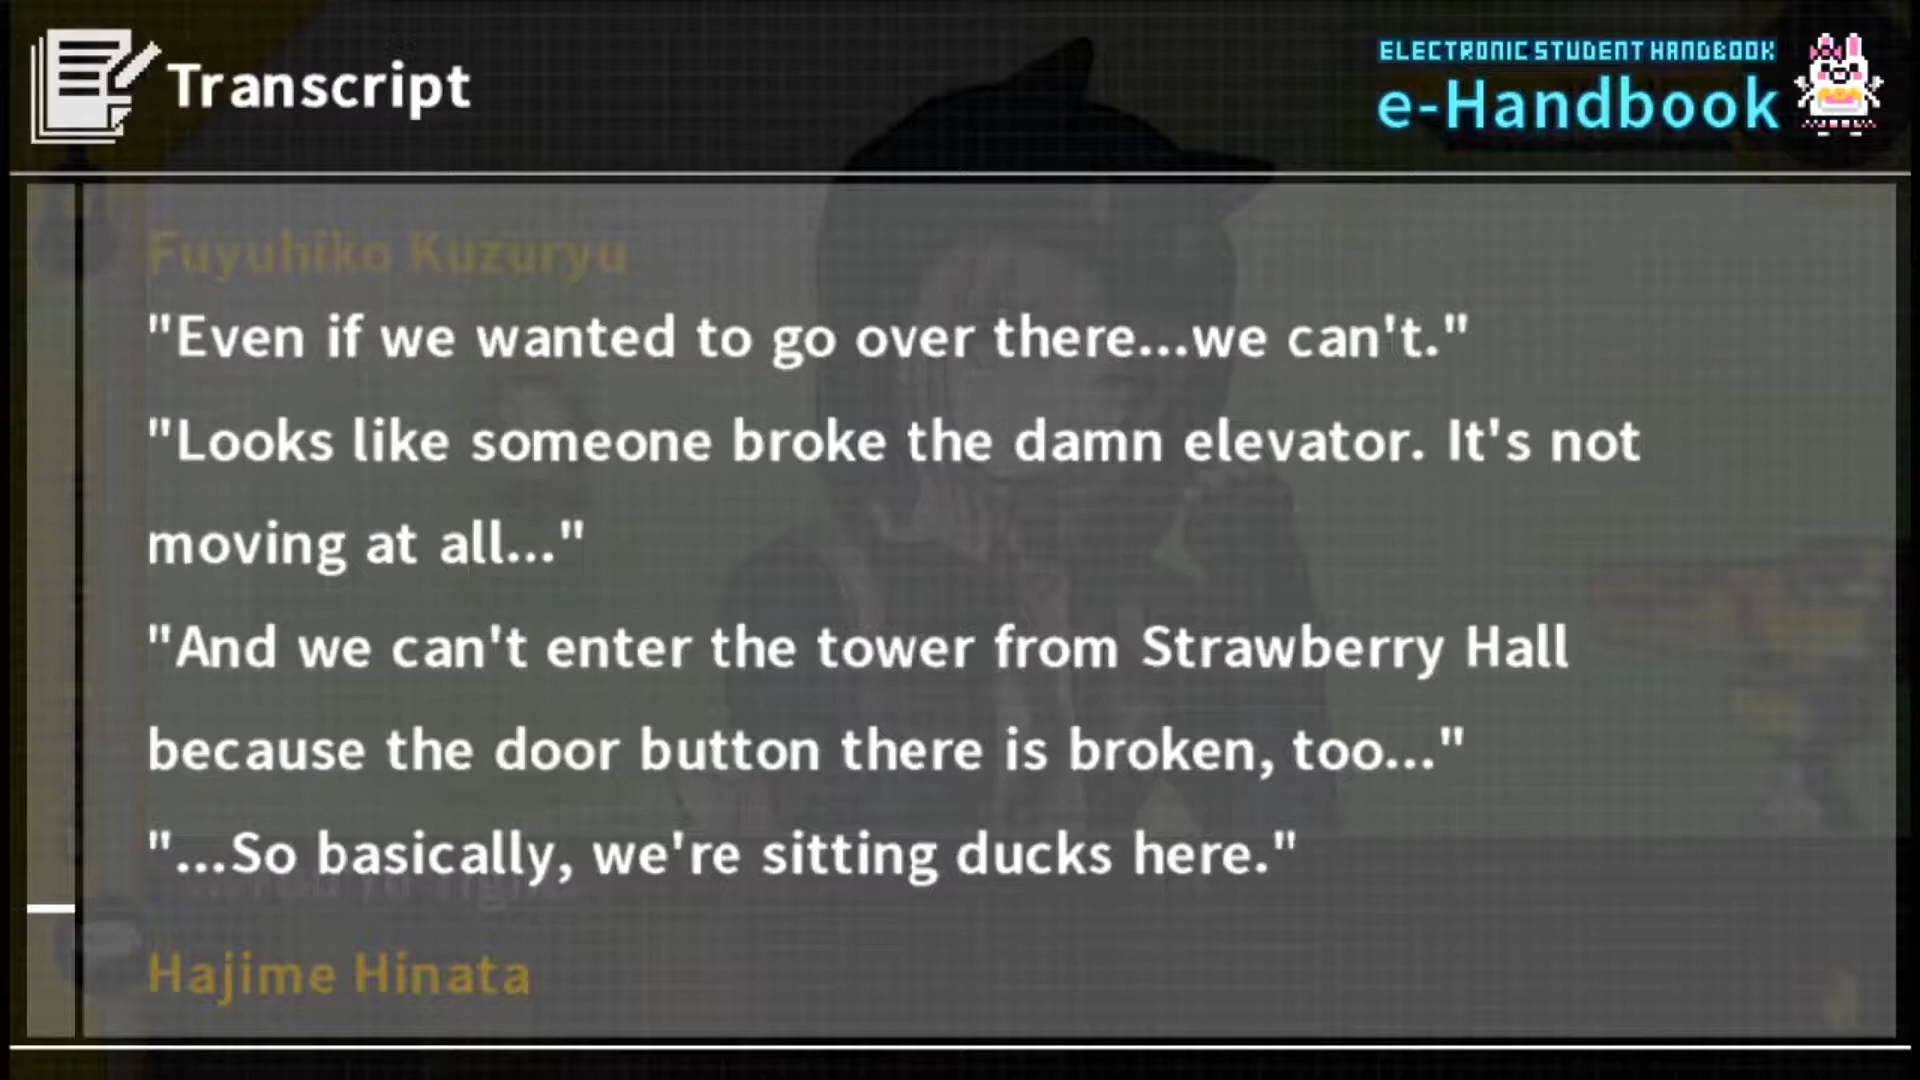 Transcript
ELECTRONIC STUDENT HANDBOOK
e-Handbook
Fuyuhiko Kuzuryu
"Even if we wanted to go over there...we can't."
"Looks like someone broke the damn elevator. It's not
moving at all..."
"And we can't enter the tower from Strawberry Hall
because the door button there is broken, too..."
"...So basically, we're sitting ducks here."
Hajime Hinata